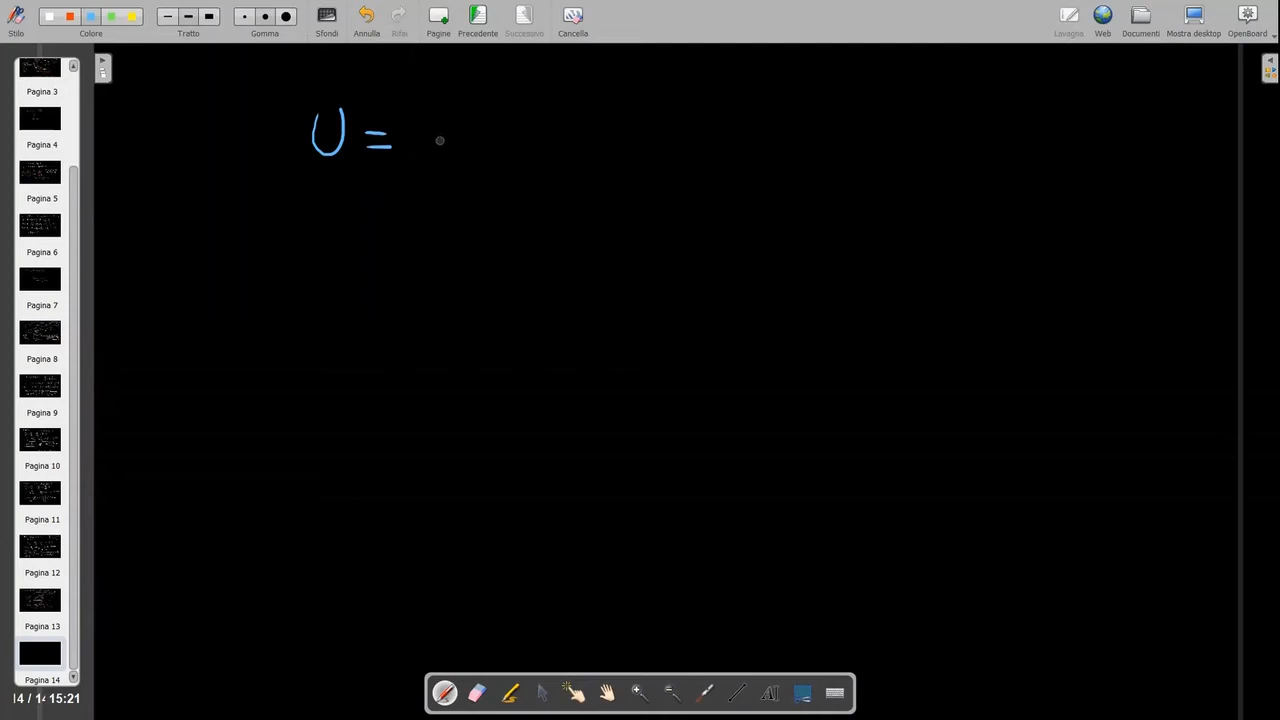 Stilo Colore Tratto Gomma Sfondi Annulla Rifai Pagine Precedente Successivo Cancella Lavagna Web Documenti Mostra desktop OpenBoard
U =
Pagina 3
Pagina 4
Pagina 5
Pagina 6
Pagina 7
Pagina 8
Pagina 9
Pagina 10
Pagina 11
Pagina 12
Pagina 13
Pagina 14
14 / 14 15:21